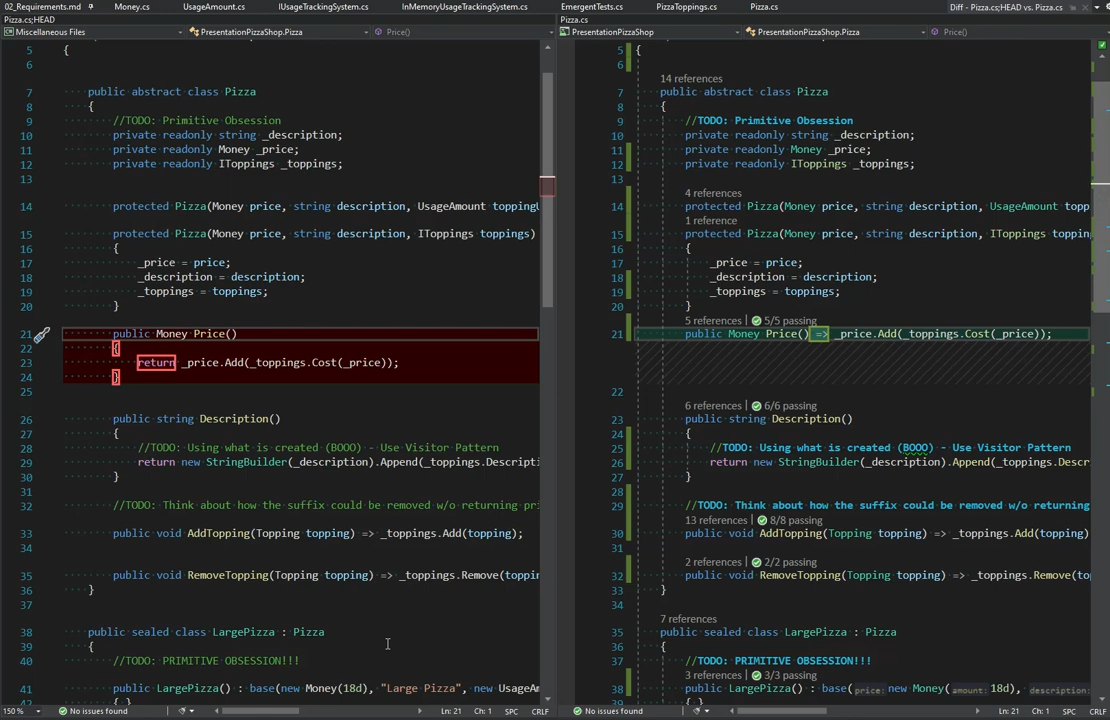 02_Requirements.md Money.cs UsageAmount.cs IUsageTrackingSystem.cs InMemoryUsageTrackingSystem.cs EmergentTests.cs PizzaToppings.cs Pizza.cs Diff - Pizza.cs;HEAD vs. Pizza.cs
Pizza.cs;HEAD
Miscellaneous Files PresentationPizzaShop.Pizza Price()
5 {
6
7 public abstract class Pizza
8 {
9 //TODO: Primitive Obsession
10 private readonly string _description;
11 private readonly Money _price;
12 private readonly IToppings _toppings;
13
14 protected Pizza(Money price, string description, UsageAmount topping
15 protected Pizza(Money price, string description, IToppings toppings)
16 {
17 _price = price;
18 _description = description;
19 _toppings = toppings;
20 }
21 public Money Price()
22 {
23 return _price.Add(_toppings.Cost(_price));
24 }
25
26 public string Description()
27 {
28 //TODO: Using what is created (BOOO) - Use Visitor Pattern
29 return new StringBuilder(_description).Append(_toppings.Descripti
30 }
31
32 //TODO: Think about how the suffix could be removed w/o returning pri
33 public void AddTopping(Topping topping) => _toppings.Add(topping);
34
35 public void RemoveTopping(Topping topping) => _toppings.Remove(toppin
36 }
37
38 public sealed class LargePizza : Pizza
39 {
40 //TODO: PRIMITIVE OBSESSION!!!
41 public LargePizza() : base(new Money(18d), "Large Pizza", new UsageAm
42 { }
150 % No issues found Ln: 21 Ch: 1 SPC CRLF
Pizza.cs
PresentationPizzaShop PresentationPizzaShop.Pizza Price()
5 {
6
14 references
7 public abstract class Pizza
8 {
9 //TODO: Primitive Obsession
10 private readonly string _description;
11 private readonly Money _price;
12 private readonly IToppings _toppings;
13
4 references
14 protected Pizza(Money price, string description, UsageAmount topp
1 reference
15 protected Pizza(Money price, string description, IToppings toppin
16 {
17 _price = price;
18 _description = description;
19 _toppings = toppings;
20 }
5 references | 5/5 passing
21 public Money Price() => _price.Add(_toppings.Cost(_price));
22
6 references | 6/6 passing
23 public string Description()
24 {
25 //TODO: Using what is created (BOOO) - Use Visitor Pattern
26 return new StringBuilder(_description).Append(_toppings.Descr
27 }
28
29 //TODO: Think about how the suffix could be removed w/o returning
13 references | 8/8 passing
30 public void AddTopping(Topping topping) => _toppings.Add(topping)
31
2 references | 2/2 passing
32 public void RemoveTopping(Topping topping) => _toppings.Remove(to
33 }
34
7 references
35 public sealed class LargePizza : Pizza
36 {
37 //TODO: PRIMITIVE OBSESSION!!!
3 references | 3/3 passing
38 public LargePizza() : base(price: new Money(amount: 18d), description:
39 { }
No issues found Ln: 21 Ch: 1 SPC CRLF